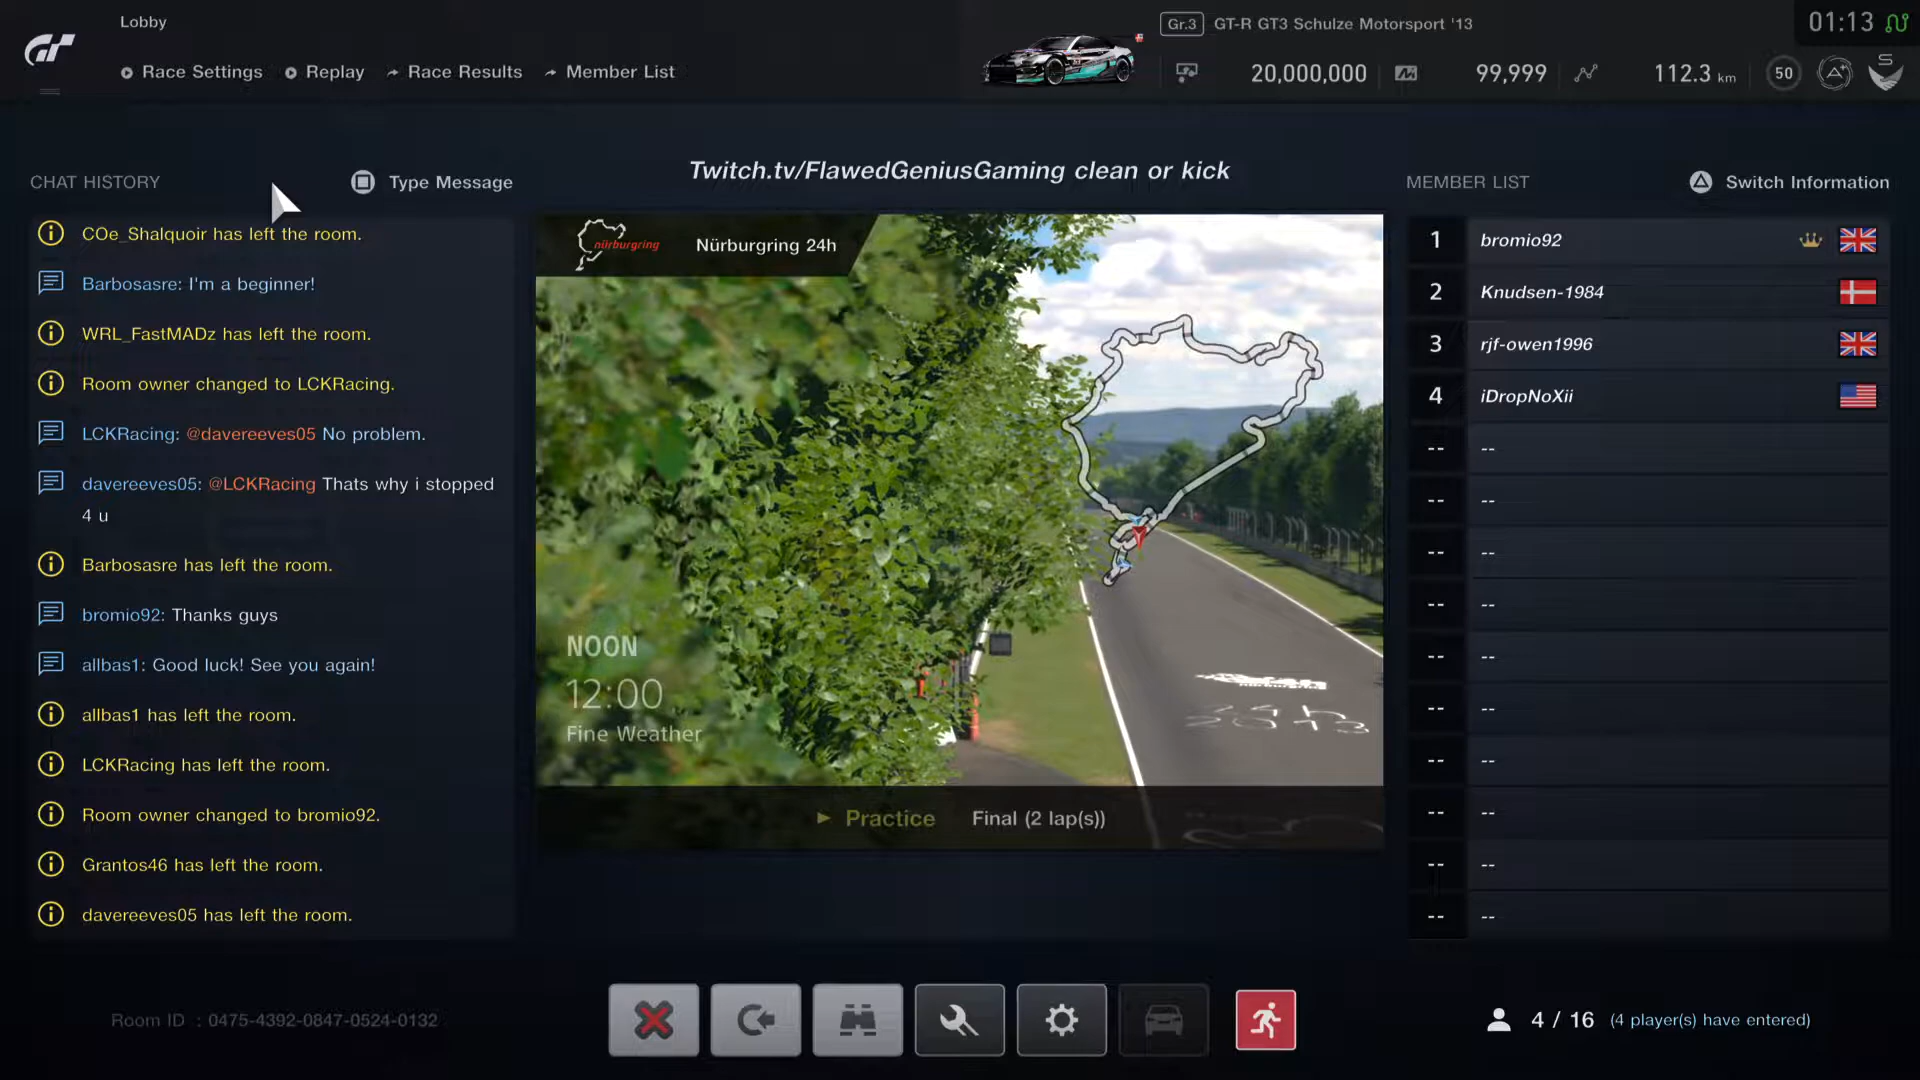 Lobby
Race Settings
Replay
Race Results
Member List
Gr.3
GT-R GT3 Schulze Motorsport '13
01:13
20,000,000
99,999
112.3 km
50
S
CHAT HISTORY
Type Message
COe_Shalquoir has left the room.
Barbosasre: I'm a beginner!
WRL_FastMADz has left the room.
Room owner changed to LCKRacing.
LCKRacing: @davereeves05 No problem.
davereeves05: @LCKRacing Thats why i stopped
4 u
Barbosasre has left the room.
bromio92: Thanks guys
allbas1: Good luck! See you again!
allbas1 has left the room.
LCKRacing has left the room.
Room owner changed to bromio92.
Grantos46 has left the room.
davereeves05 has left the room.
Twitch.tv/FlawedGeniusGaming clean or kick
nürburgring
Nürburgring 24h
NOON
12:00
Fine Weather
Practice
Final (2 lap(s))
MEMBER LIST
Switch Information
1 bromio92
2 Knudsen-1984
3 rjf-owen1996
4 iDropNoXii
-- --
-- --
-- --
-- --
-- --
-- --
-- --
-- --
-- --
-- --
Room ID : 0475-4392-0847-0524-0132
4 / 16 (4 player(s) have entered)